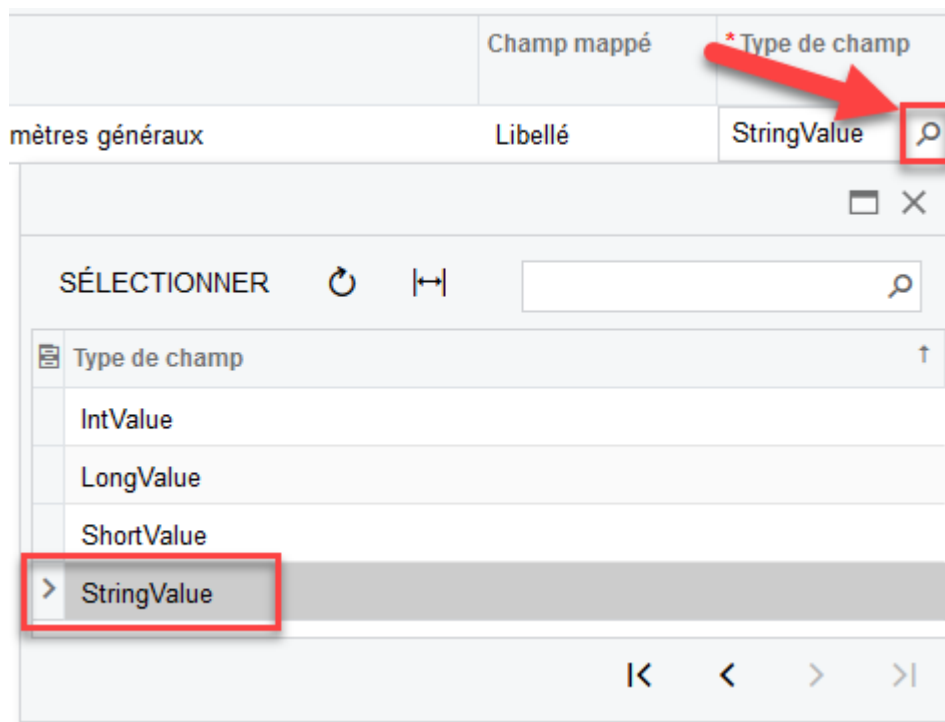 Champ mappé * Type de champ
mètres généraux Libellé StringValue
SÉLECTIONNER
Type de champ
IntValue
LongValue
ShortValue
StringValue